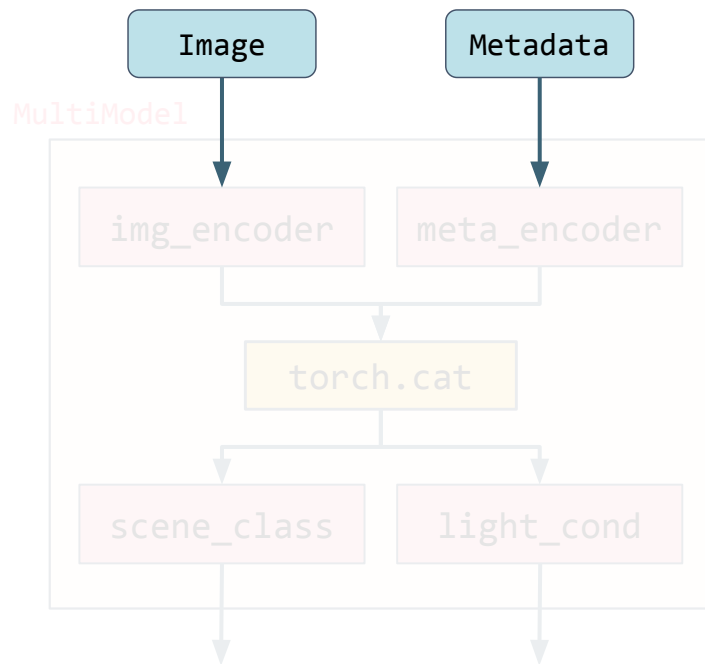 Image
Metadata
MultiModel
img_encoder
meta_encoder
torch.cat
scene_class
light_cond